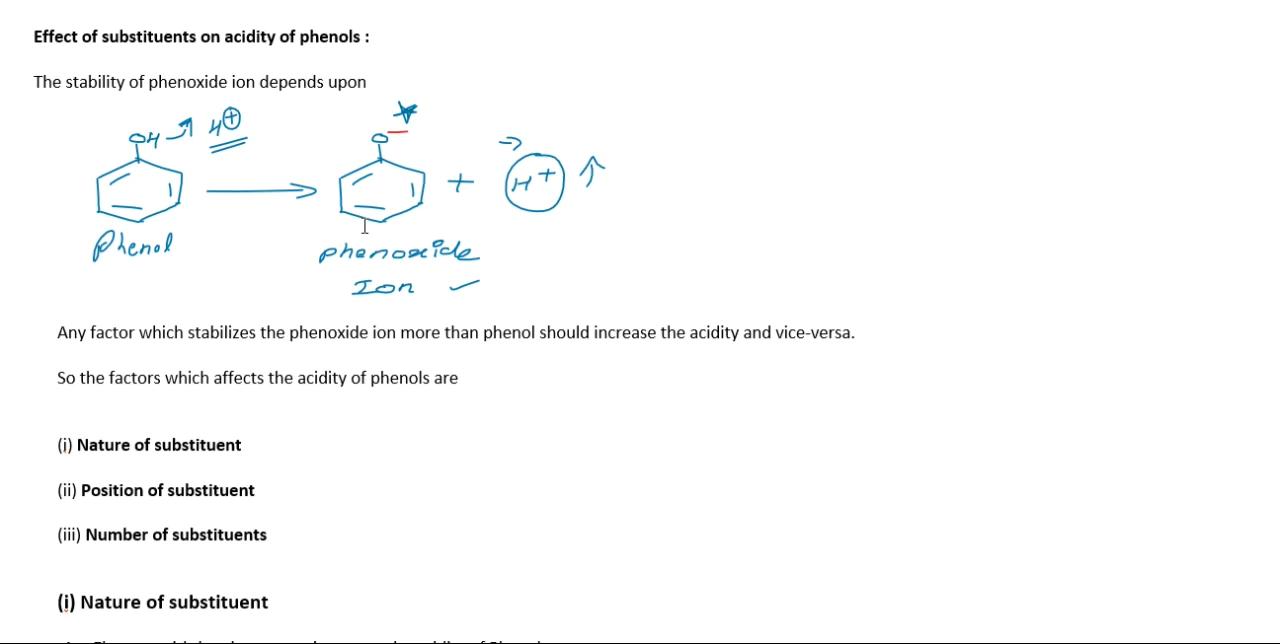 Effect of substituents on acidity of phenols :
The stability of phenoxide ion depends upon
OH H⊕
O
+ H+
Phenol
phenoxide
Ion
Any factor which stabilizes the phenoxide ion more than phenol should increase the acidity and vice-versa.
So the factors which affects the acidity of phenols are
(i) Nature of substituent
(ii) Position of substituent
(iii) Number of substituents
(i) Nature of substituent